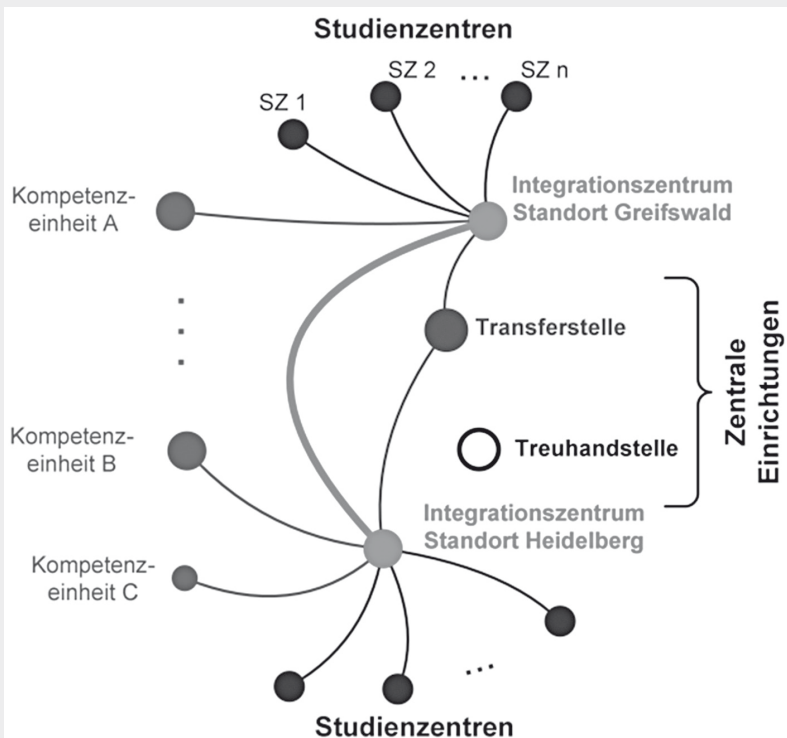 Studienzentren
SZ 1
SZ 2
...
SZ n
Kompetenz-
einheit A
Integrationszentrum
Standort Greifswald
Transferstelle
Zentrale
Einrichtungen
Treuhandstelle
Kompetenz-
einheit B
Integrationszentrum
Standort Heidelberg
Kompetenz-
einheit C
...
Studienzentren